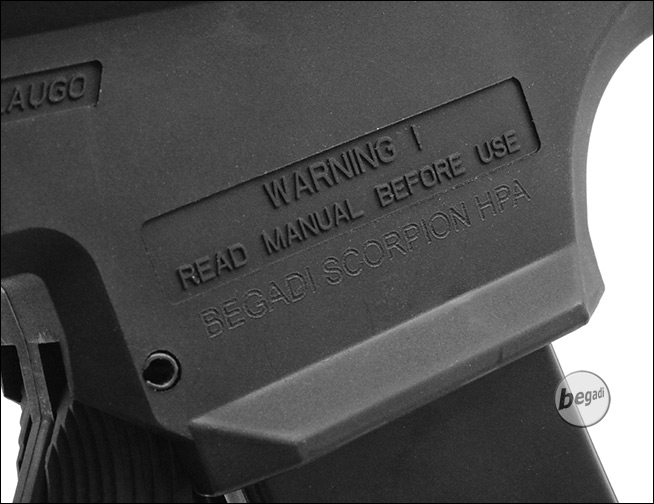 LAUGO
WARNING !
READ MANUAL BEFORE USE
BEGADI SCORPION HPA
begadi